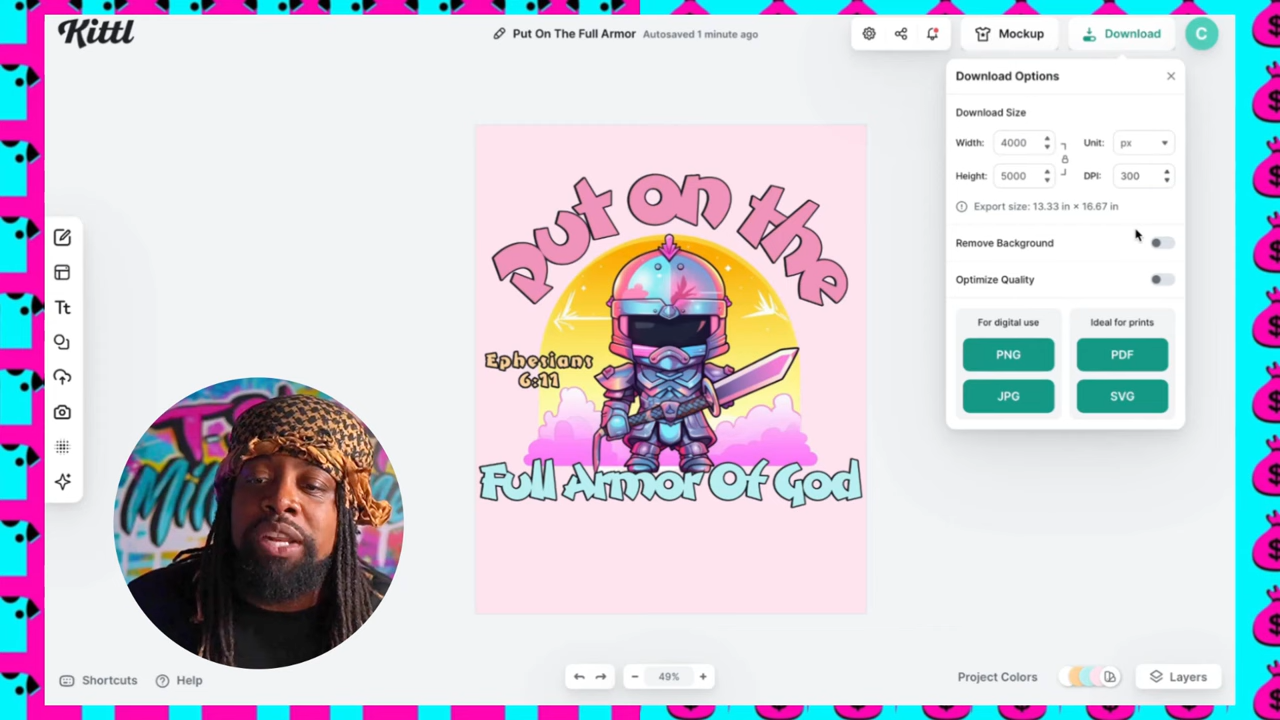 Kittl
Put On The Full Armor Autosaved 1 minute ago
Mockup
Download
C
Download Options
Download Size
Width: 4000 Unit: px
Height: 5000 DPI: 300
Export size: 13.33 in × 16.67 in
Remove Background
Optimize Quality
For digital use
Ideal for prints
PNG
PDF
JPG
SVG
Tt
put on the
Ephesians
6:11
Full Armor Of God
Shortcuts
Help
49%
Project Colors
Layers